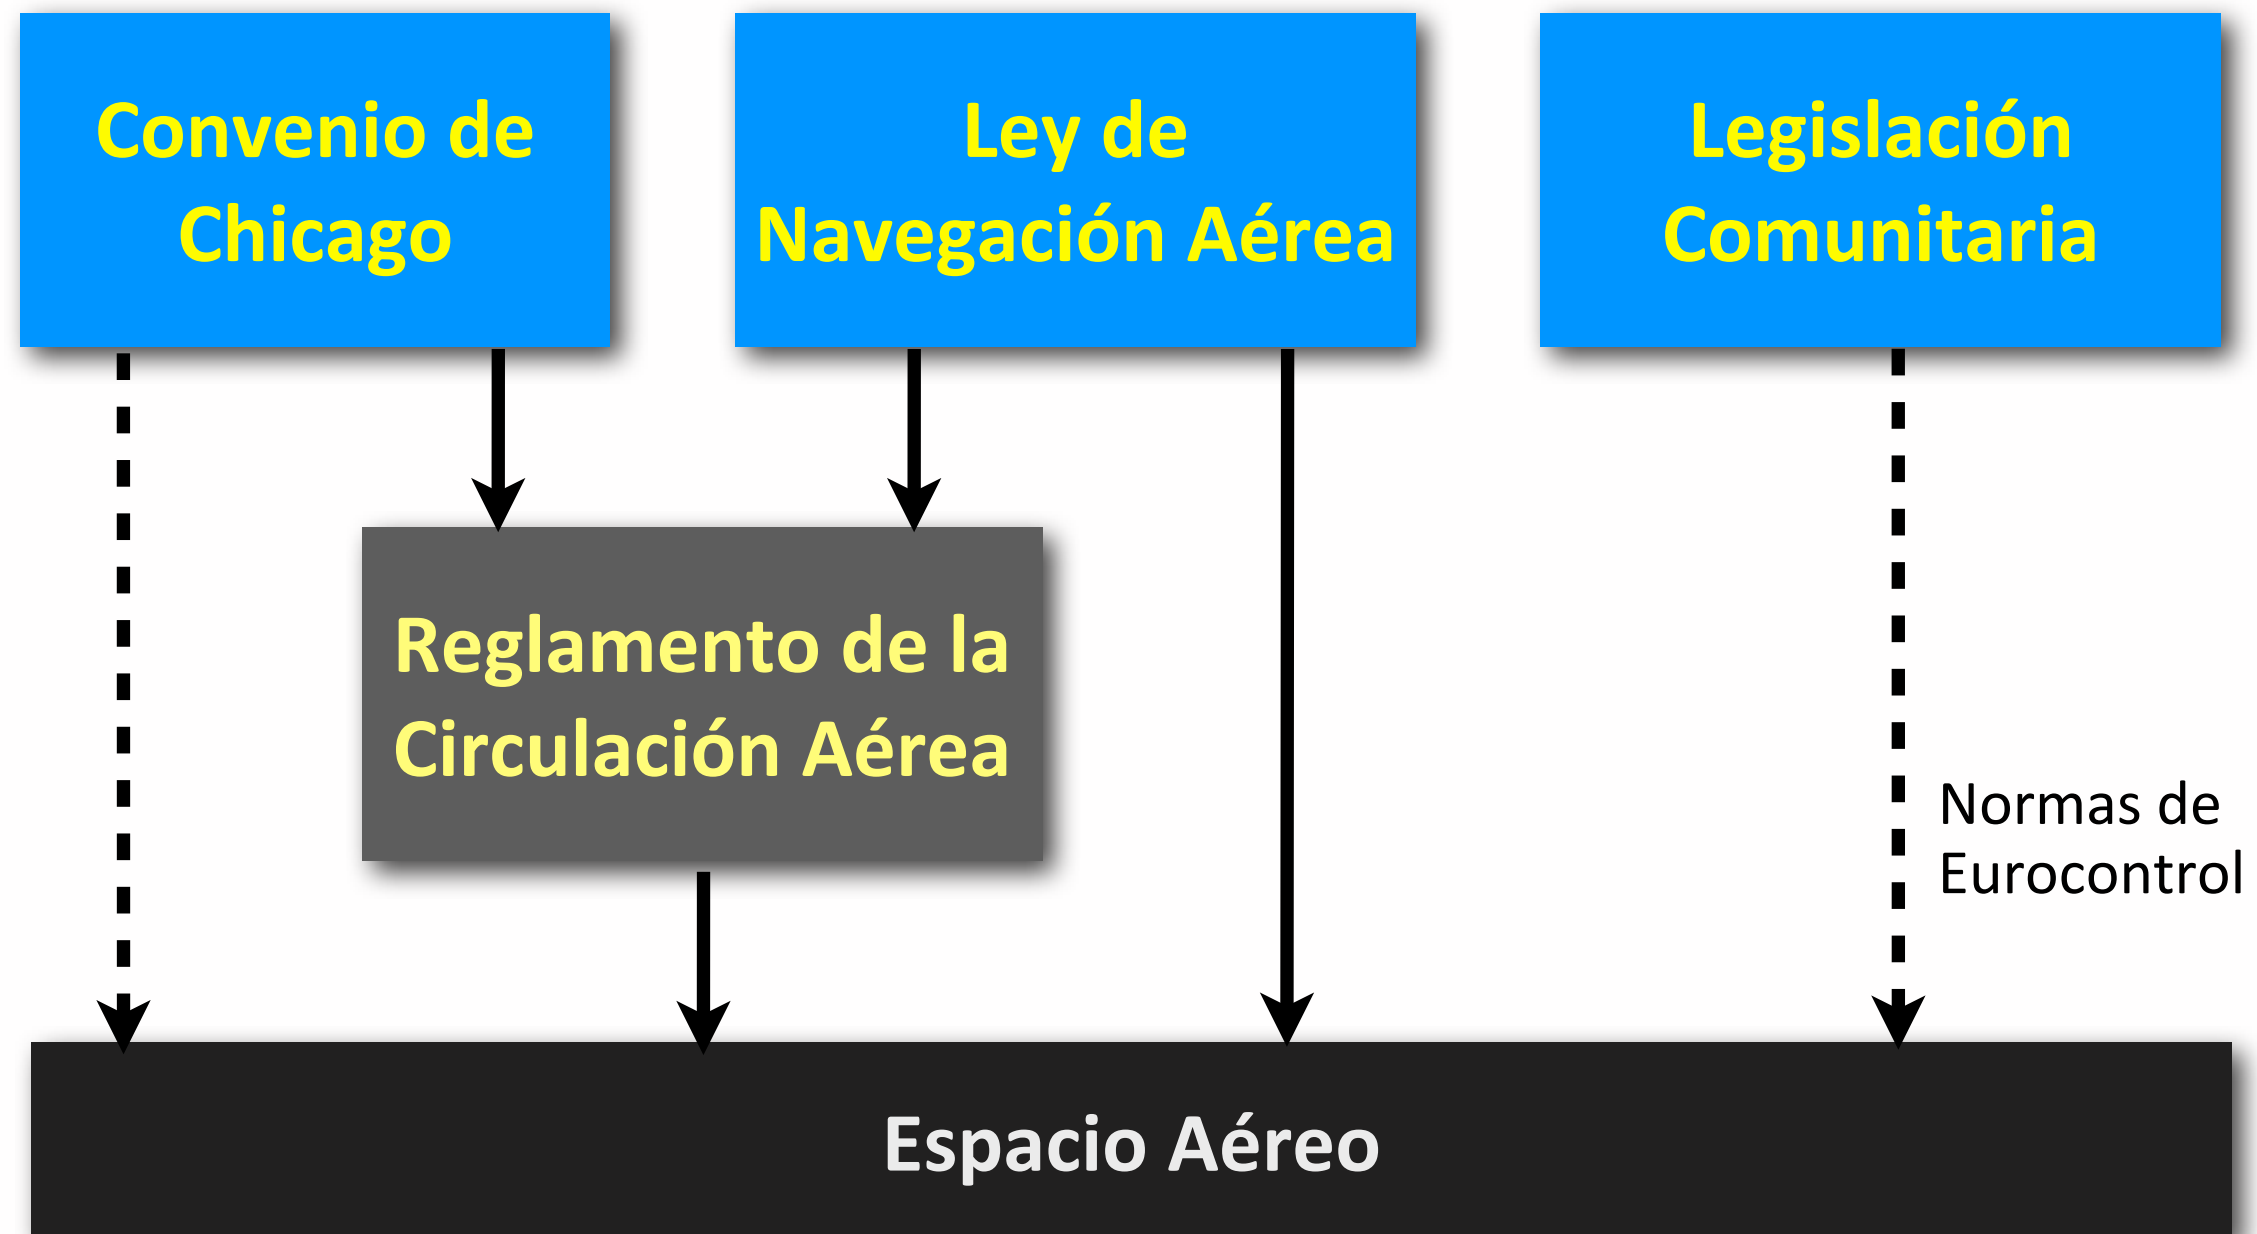 Convenio de
Chicago
Ley de
Navegación Aérea
Legislación
Comunitaria
Reglamento de la
Circulación Aérea
Normas de
Eurocontrol
Espacio Aéreo